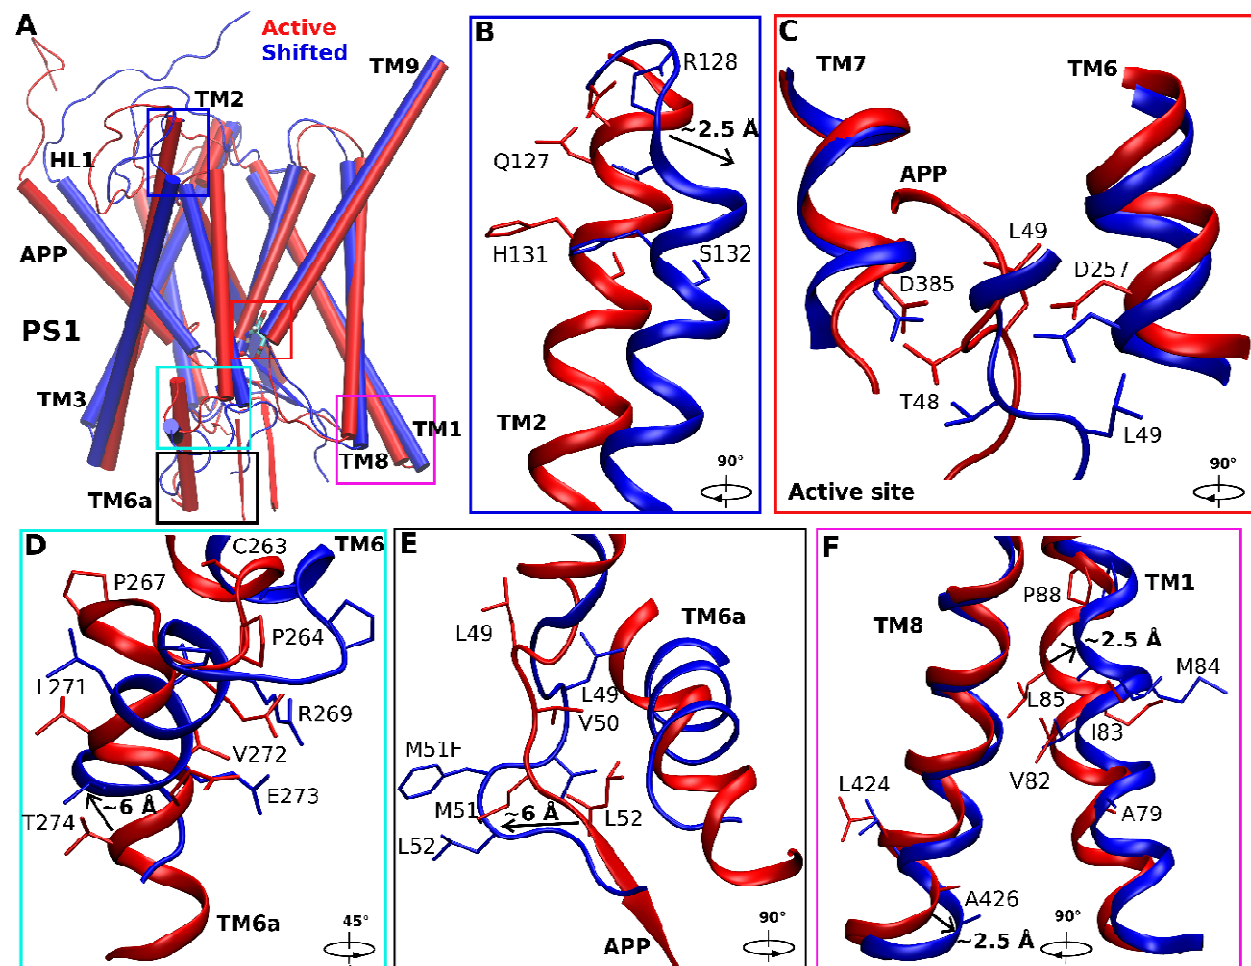 A
Active
Shifted
TM9
TM2
HL1
APP
PS1
TM3
TM1
TM8
TM6a
B
R128
~2.5 Å
Q127
H131
S132
TM2
90°
C
TM7
TM6
APP
L49
D385
D257
T48
L49
Active site
90°
D
C263
TM6
P267
P264
L271
R269
V272
E273
~6 Å
T274
TM6a
45°
E
TM6a
L49
L49
V50
M51F
M51
~6 Å
L52
L52
APP
90°
F
P88
TM1
TM8
~2.5 Å
M84
L85
I83
V82
L424
A79
A426
~2.5 Å
90°